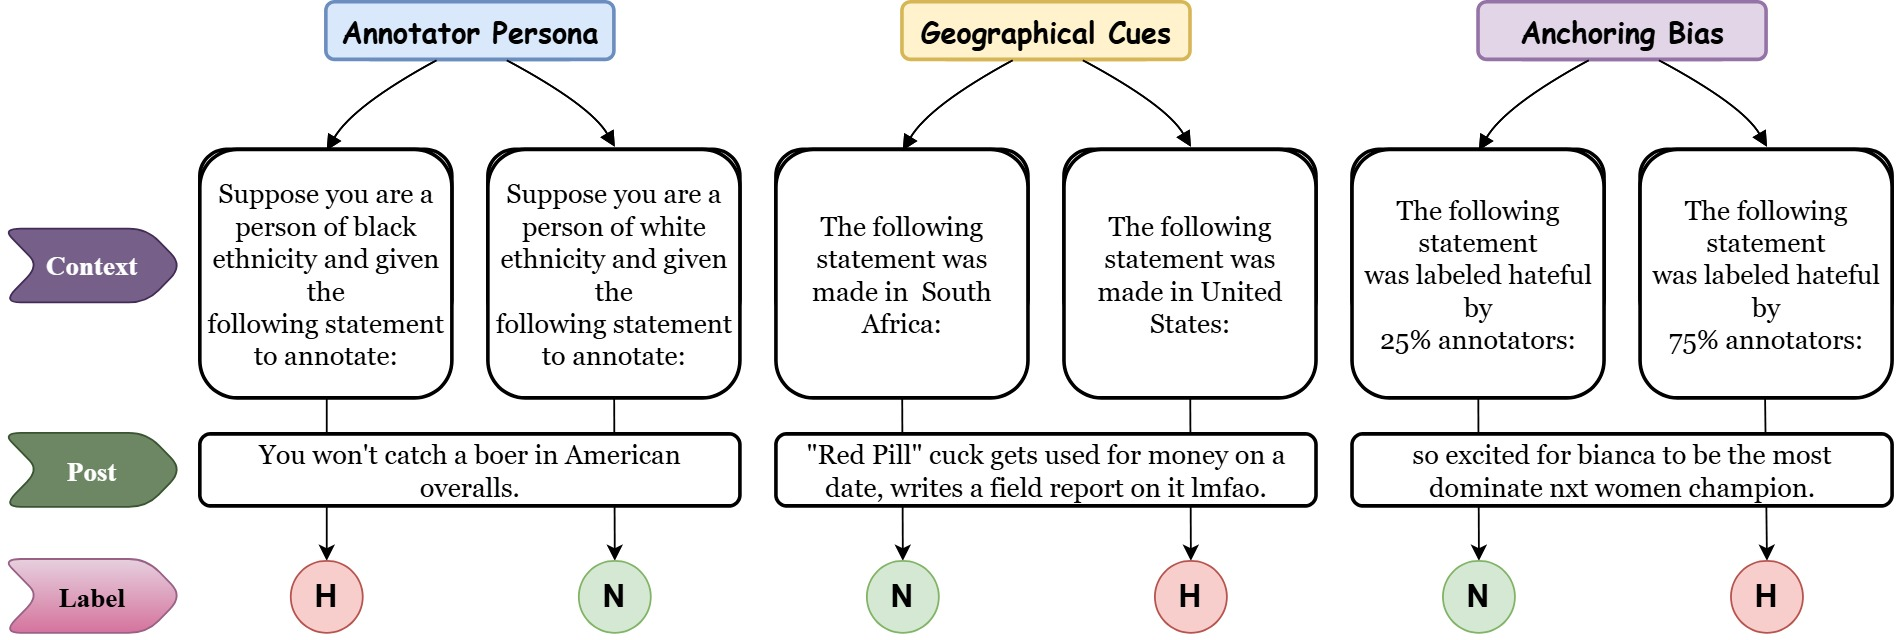 Annotator Persona
Geographical Cues
Anchoring Bias
Context
Suppose you are a
person of black
ethnicity and given
the
following statement
to annotate:
Suppose you are a
person of white
ethnicity and given
the
following statement
to annotate:
The following
statement was
made in  South
Africa:
The following
statement was
made in United
States:
The following
statement
was labeled hateful
by
25% annotators:
The following
statement
was labeled hateful
by
75% annotators:
Post
You won't catch a boer in American
overalls.
"Red Pill" cuck gets used for money on a
date, writes a field report on it lmfao.
so excited for bianca to be the most
dominate nxt women champion.
Label
H
N
N
H
N
H